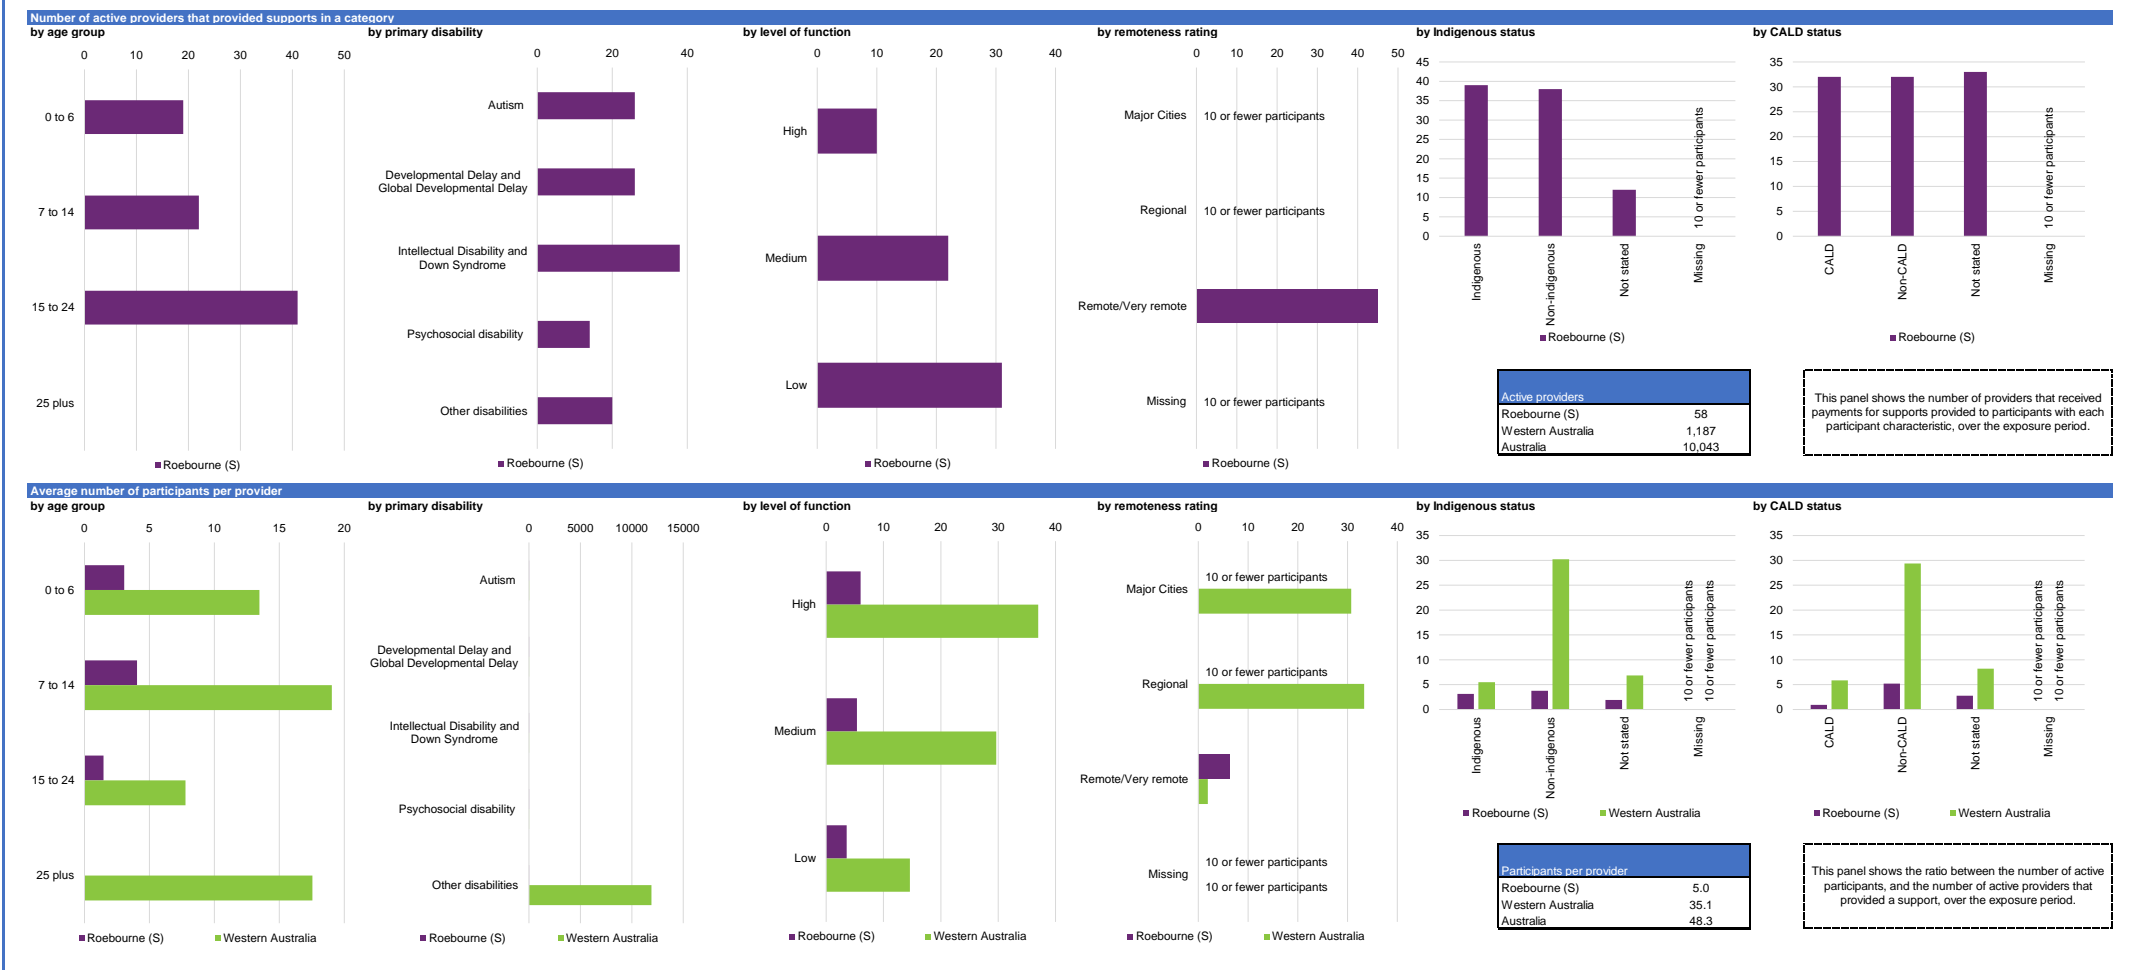 Number of active providers that provided supports in a category
by age group
0 10 20 30 40 50
0 to 6
7 to 14
15 to 24
25 plus
Roebourne (S)
by primary disability
0 20 40
Autism
Developmental Delay and
Global Developmental Delay
Intellectual Disability and
Down Syndrome
Psychosocial disability
Other disabilities
Roebourne (S)
by level of function
0 10 20 30 40
High
Medium
Low
Roebourne (S)
by remoteness rating
0 10 20 30 40 50
Major Cities 10 or fewer participants
Regional 10 or fewer participants
Remote/Very remote
Missing 10 or fewer participants
Roebourne (S)
by Indigenous status
45
40
35
30
25
20
15
10
5
0
10 or fewer participants
Indigenous
Non-indigenous
Not stated
Missing
Roebourne (S)
by CALD status
35
30
25
20
15
10
5
0
10 or fewer participants
CALD
Non-CALD
Not stated
Missing
Roebourne (S)
Active providers
Roebourne (S) 58
Western Australia 1,187
Australia 10,043
This panel shows the number of providers that received
payments for supports provided to participants with each
participant characteristic, over the exposure period.
Average number of participants per provider
by age group
0 5 10 15 20
0 to 6
7 to 14
15 to 24
25 plus
Roebourne (S) Western Australia
by primary disability
0 5000 10000 15000
Autism
Developmental Delay and
Global Developmental Delay
Intellectual Disability and
Down Syndrome
Psychosocial disability
Other disabilities
Roebourne (S) Western Australia
by level of function
0 10 20 30 40
High
Medium
Low
Roebourne (S) Western Australia
by remoteness rating
0 10 20 30 40
Major Cities
10 or fewer participants
Regional
10 or fewer participants
Remote/Very remote
Missing
10 or fewer participants
10 or fewer participants
Roebourne (S) Western Australia
by Indigenous status
35
30
25
20
15
10
5
0
10 or fewer participants
10 or fewer participants
Indigenous
Non-indigenous
Not stated
Missing
Roebourne (S) Western Australia
by CALD status
35
30
25
20
15
10
5
0
10 or fewer participants
10 or fewer participants
CALD
Non-CALD
Not stated
Missing
Roebourne (S) Western Australia
Participants per provider
Roebourne (S) 5.0
Western Australia 35.1
Australia 48.3
This panel shows the ratio between the number of active
participants, and the number of active providers that
provided a support, over the exposure period.